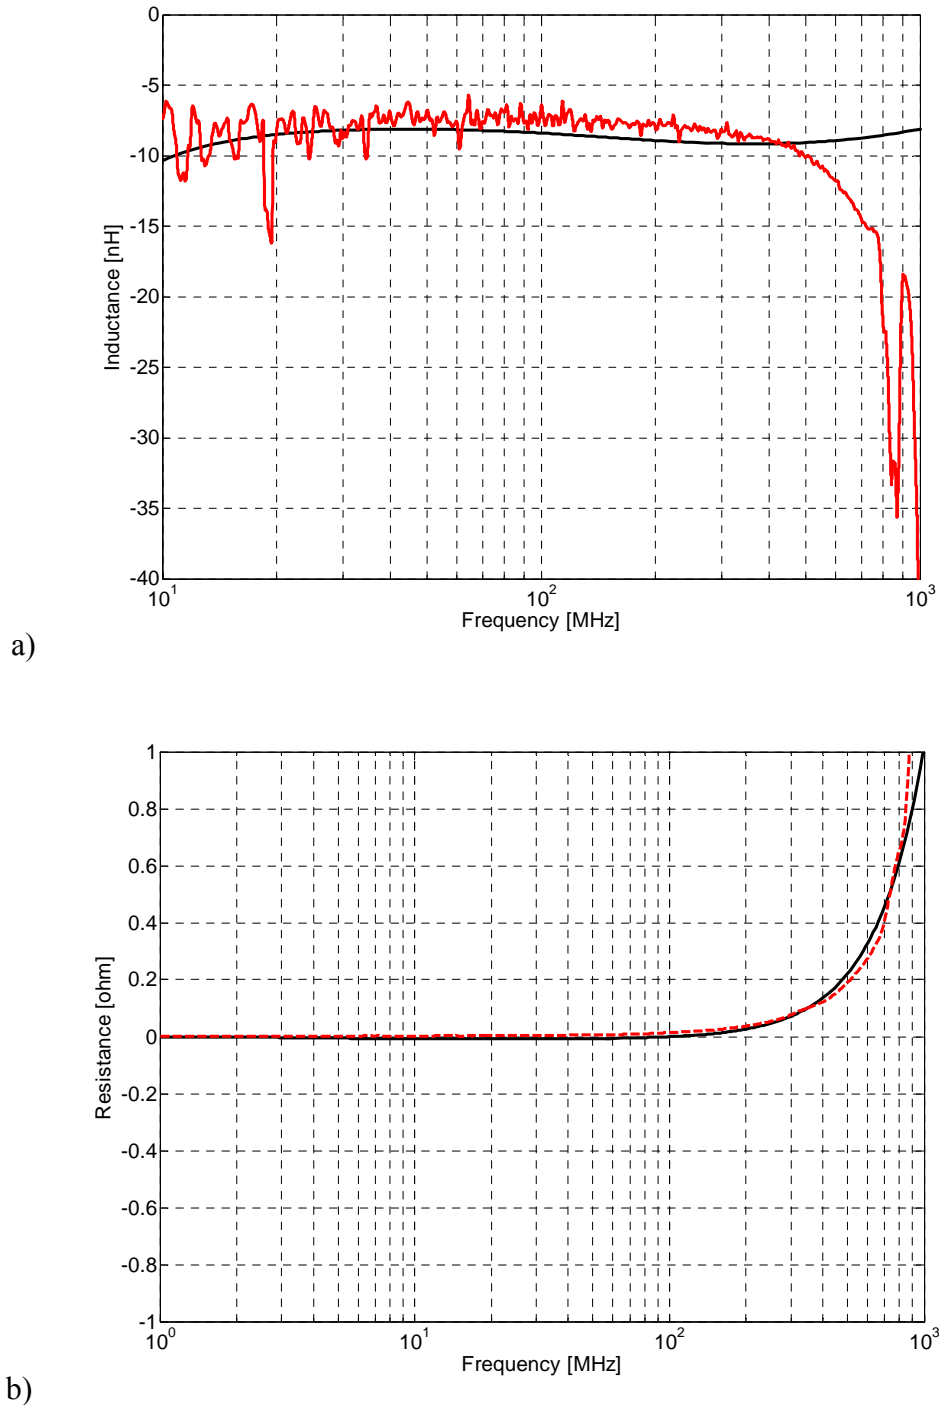 0
-5
-10
-15
-20
-25
-30
-35
-40
Inductance [nH]
10^1 10^2 10^3
Frequency [MHz]
a)
1
0.8
0.6
0.4
0.2
0
-0.2
-0.4
-0.6
-0.8
-1
Resistance [ohm]
10^0 10^1 10^2 10^3
Frequency [MHz]
b)